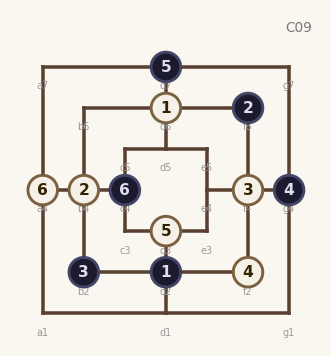 C09
5
a7 d7 g7
1 2
b6 d6 f6
c5 d5 e5
6 2 6 3 4
a4 b4 c4 e4 f4 g4
5
c3 d3 e3
3 1 4
b2 d2 f2
a1 d1 g1